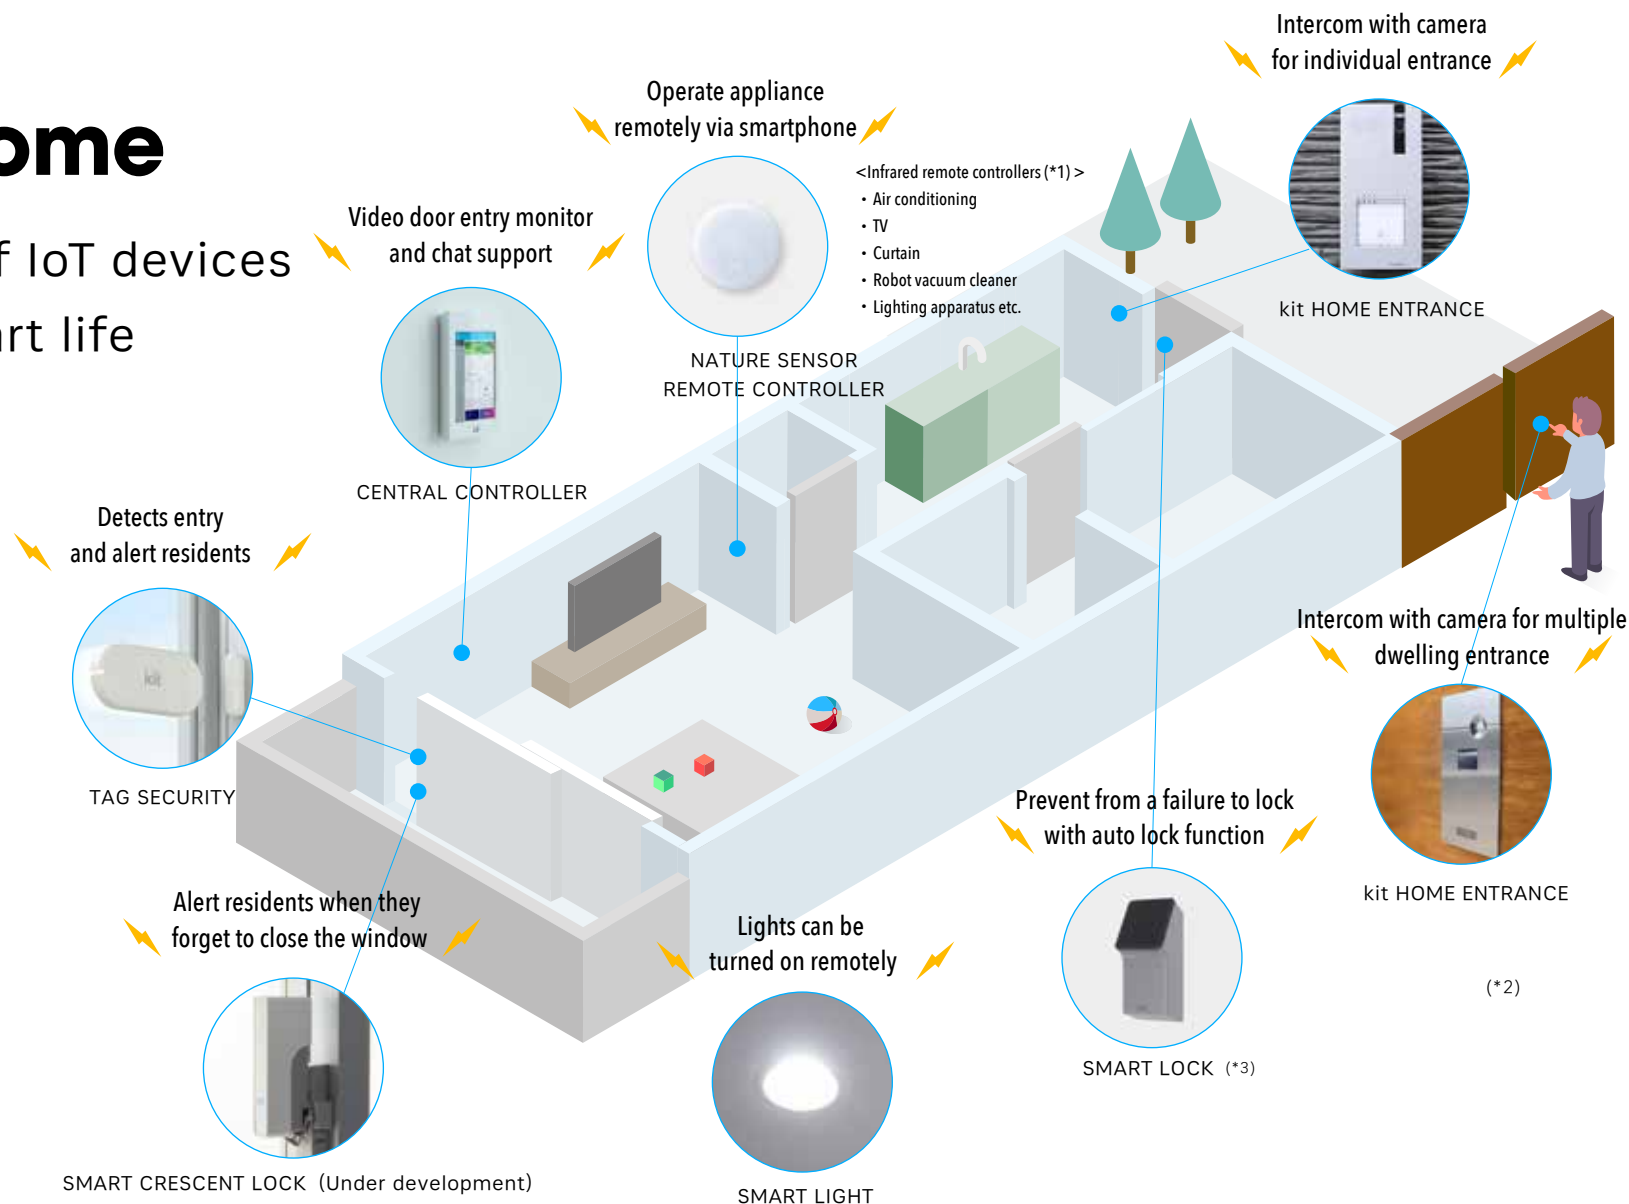 ome
f IoT devices
art life
Intercom with camera
for individual entrance
kit HOME ENTRANCE
Operate appliance
remotely via smartphone
<Infrared remote controllers (*1) >
・Air conditioning
・TV
・Curtain
・Robot vacuum cleaner
・Lighting apparatus etc.
NATURE SENSOR
REMOTE CONTROLLER
Video door entry monitor
and chat support
CENTRAL CONTROLLER
Detects entry
and alert residents
kit
TAG SECURITY
Intercom with camera for multiple
dwelling entrance
kit HOME ENTRANCE
(*2)
Prevent from a failure to lock
with auto lock function
SMART LOCK (*3)
Alert residents when they
forget to close the window
SMART CRESCENT LOCK (Under development)
Lights can be
turned on remotely
SMART LIGHT